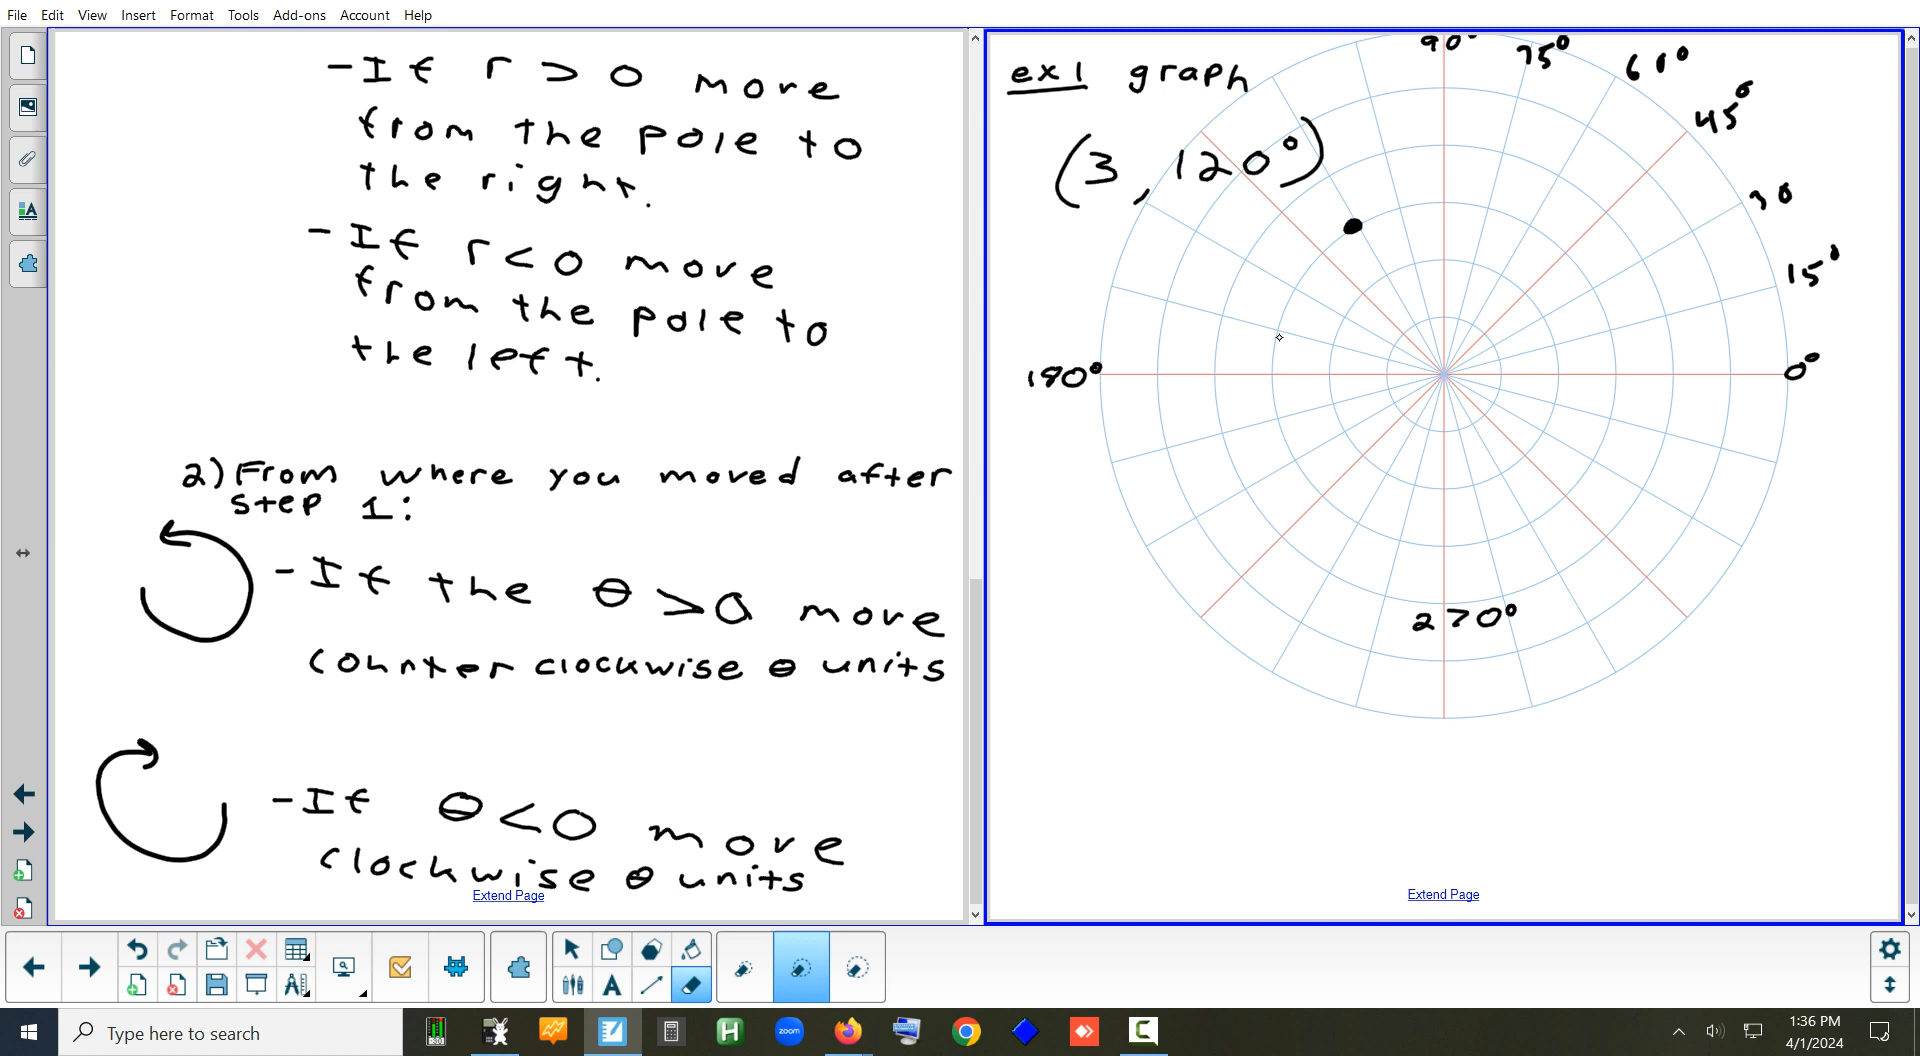 File Edit View Insert Format Tools Add-ons Account Help
- If r > 0 more
from the pole to
the right.
- If r < 0 move
from the pole to
the left.
2) From where you moved after
step 1:
- If the θ > 0 move
counter clockwise θ units
- If θ < 0 move
clockwise θ units
Extend Page
ex 1 graph
(3, 120°)
90°
75°
60°
45°
30
15°
0°
180°
270°
Extend Page
Type here to search
zoom
1:36 PM
4/1/2024